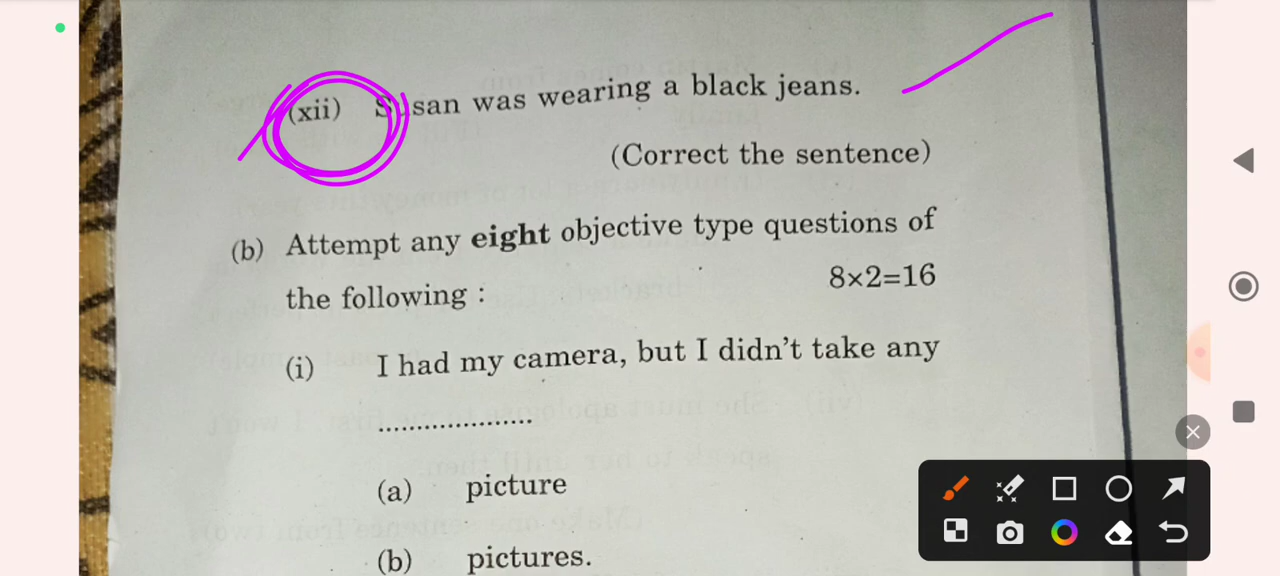 (xii) Susan was wearing a black jeans.
(Correct the sentence)
(b) Attempt any eight objective type questions of
the following : 8×2=16
(i) I had my camera, but I didn't take any
....................
(a) picture
(b) pictures.